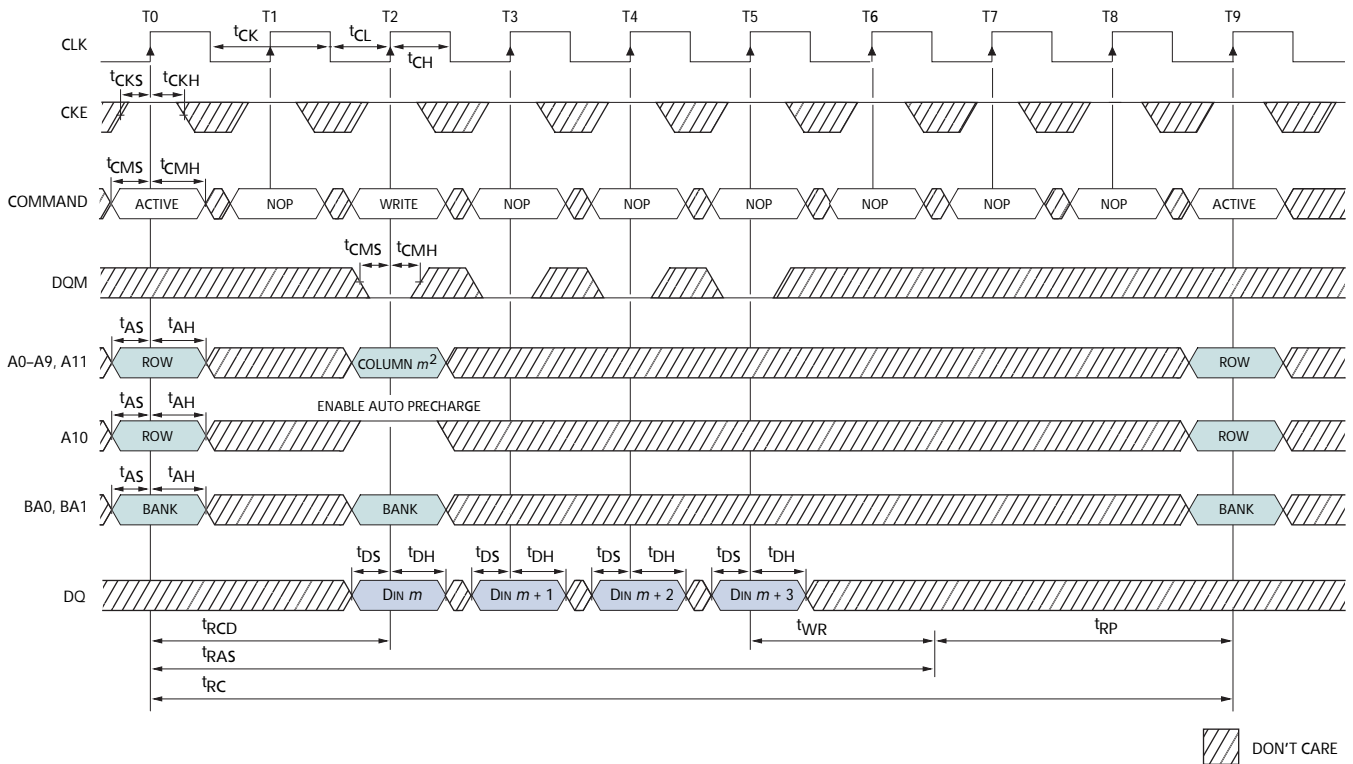 T0 T1 T2 T3 T4 T5 T6 T7 T8 T9
CLK tCK tCL tCH
tCKS tCKH
CKE
tCMS tCMH
COMMAND ACTIVE NOP WRITE NOP NOP NOP NOP NOP NOP ACTIVE
tCMS tCMH
DQM
tAS tAH
A0–A9, A11 ROW COLUMN m2 ROW
tAS tAH ENABLE AUTO PRECHARGE
A10 ROW ROW
tAS tAH
BA0, BA1 BANK BANK BANK
tDS tDH tDS tDH tDS tDH tDS tDH
DQ DIN m DIN m + 1 DIN m + 2 DIN m + 3
tRCD tWR tRP
tRAS
tRC
DON'T CARE